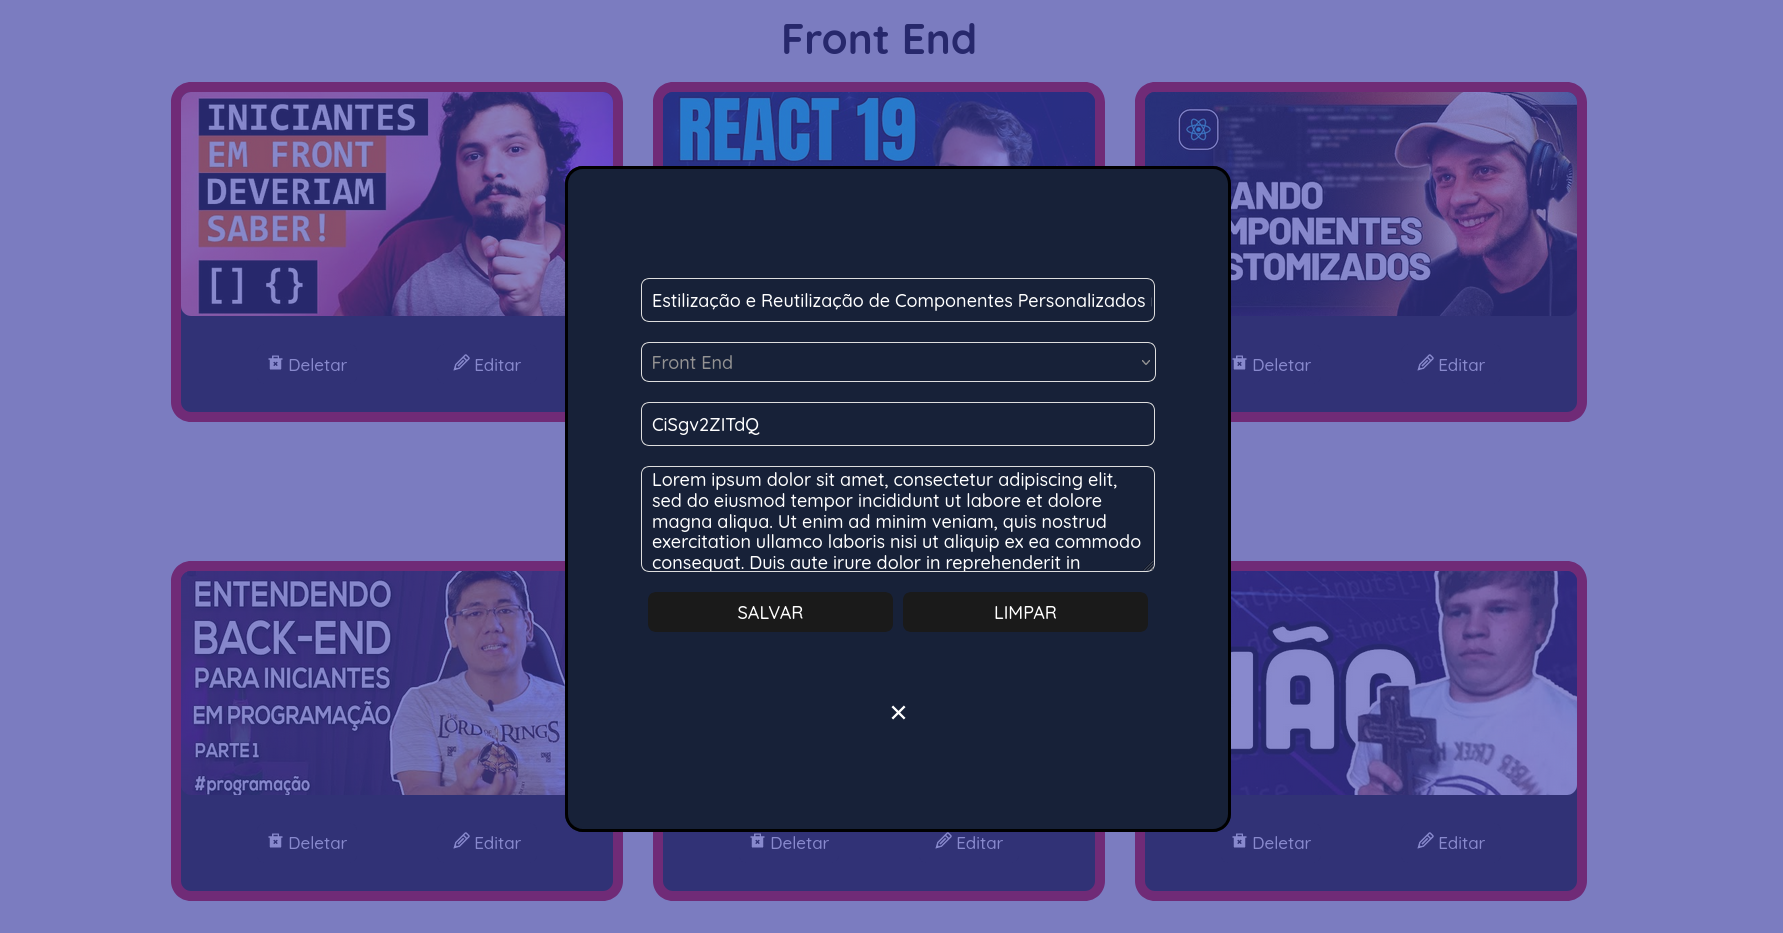 Front End
INICIANTES
EM FRONT
DEVERIAM
SABER!
[] {}
REACT 19
ANDO
MPONENTES
STOMIZADOS
Deletar
Editar
Deletar
Editar
Estilização e Reutilização de Componentes Personalizados
Front End
CiSgv2ZITdQ
Lorem ipsum dolor sit amet, consectetur adipiscing elit,
sed do eiusmod tempor incididunt ut labore et dolore
magna aliqua. Ut enim ad minim veniam, quis nostrud
exercitation ullamco laboris nisi ut aliquip ex ea commodo
consequat. Duis aute irure dolor in reprehenderit in
SALVAR
LIMPAR
×
ENTENDENDO
BACK-END
PARA INICIANTES
EM PROGRAMAÇÃO
PARTE 1
#programação
THE LORD OF THE RINGS
ÃO
Deletar
Editar
Deletar
Editar
Deletar
Editar